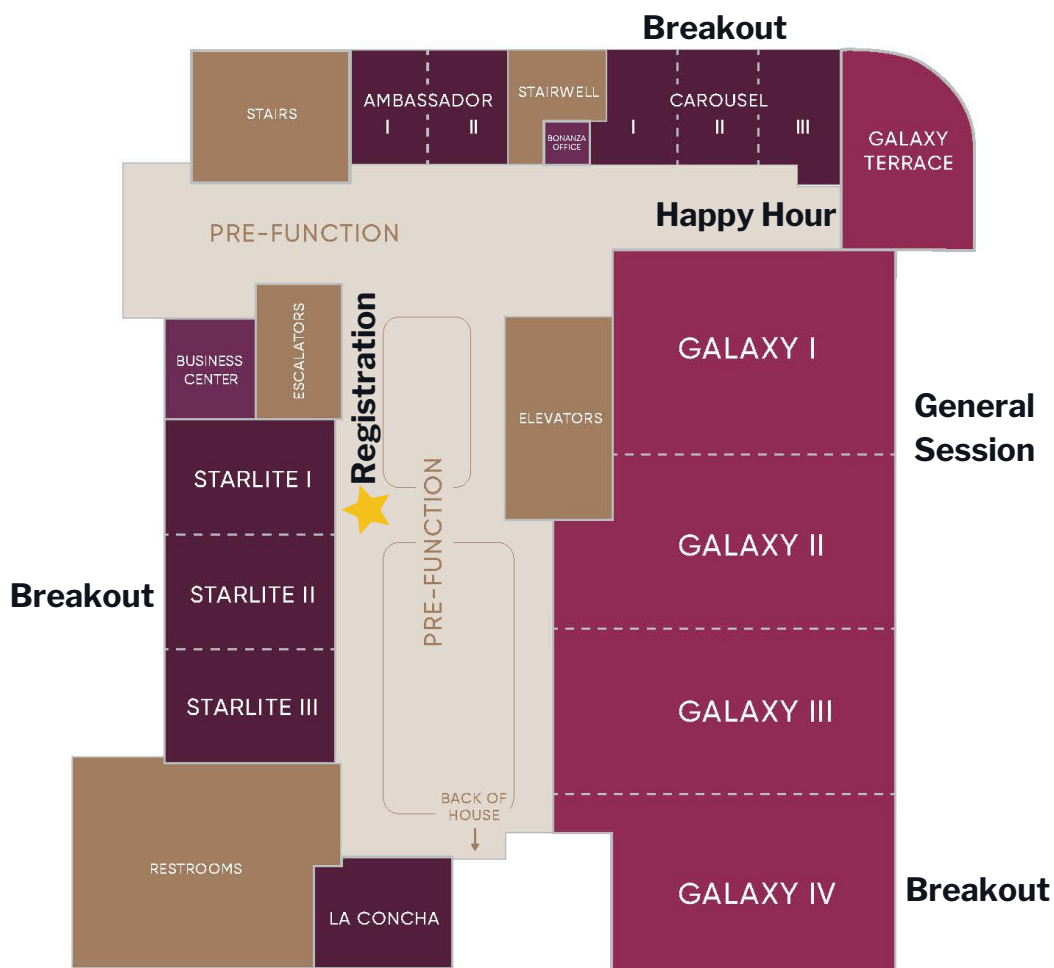 Breakout
STAIRS
AMBASSADOR
I
II
STAIRWELL
BONANZA
OFFICE
CAROUSEL
I
II
III
GALAXY
TERRACE
Happy Hour
PRE-FUNCTION
Registration
ESCALATORS
BUSINESS
CENTER
ELEVATORS
GALAXY I
General
Session
STARLITE I
PRE-FUNCTION
GALAXY II
Breakout
STARLITE II
STARLITE III
GALAXY III
BACK OF
HOUSE
RESTROOMS
LA CONCHA
GALAXY IV
Breakout